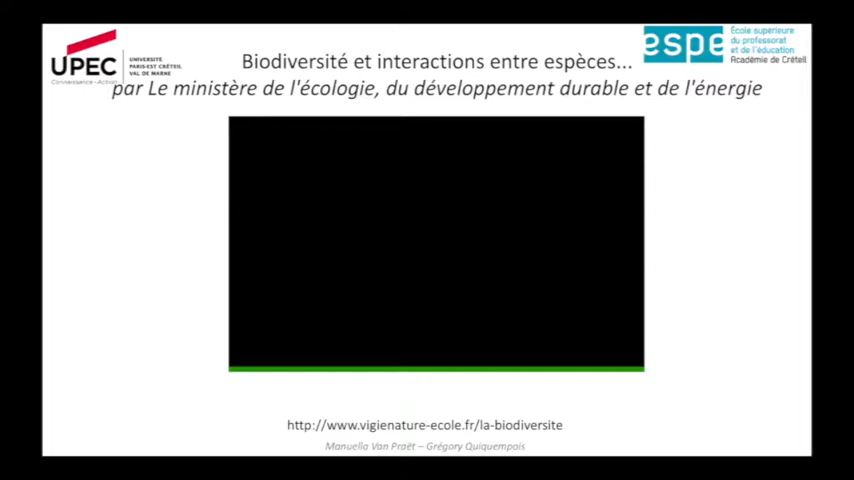 UPEC
Connaissance - Action
UNIVERSITÉ
PARIS-EST CRÉTEIL
VAL DE MARNE
espe
École supérieure
du professorat
et de l'éducation
Académie de Créteil
Biodiversité et interactions entre espèces...
par Le ministère de l'écologie, du développement durable et de l'énergie
http://www.vigienature-ecole.fr/la-biodiversite
Manuella Van Praët – Grégory Quiquempois